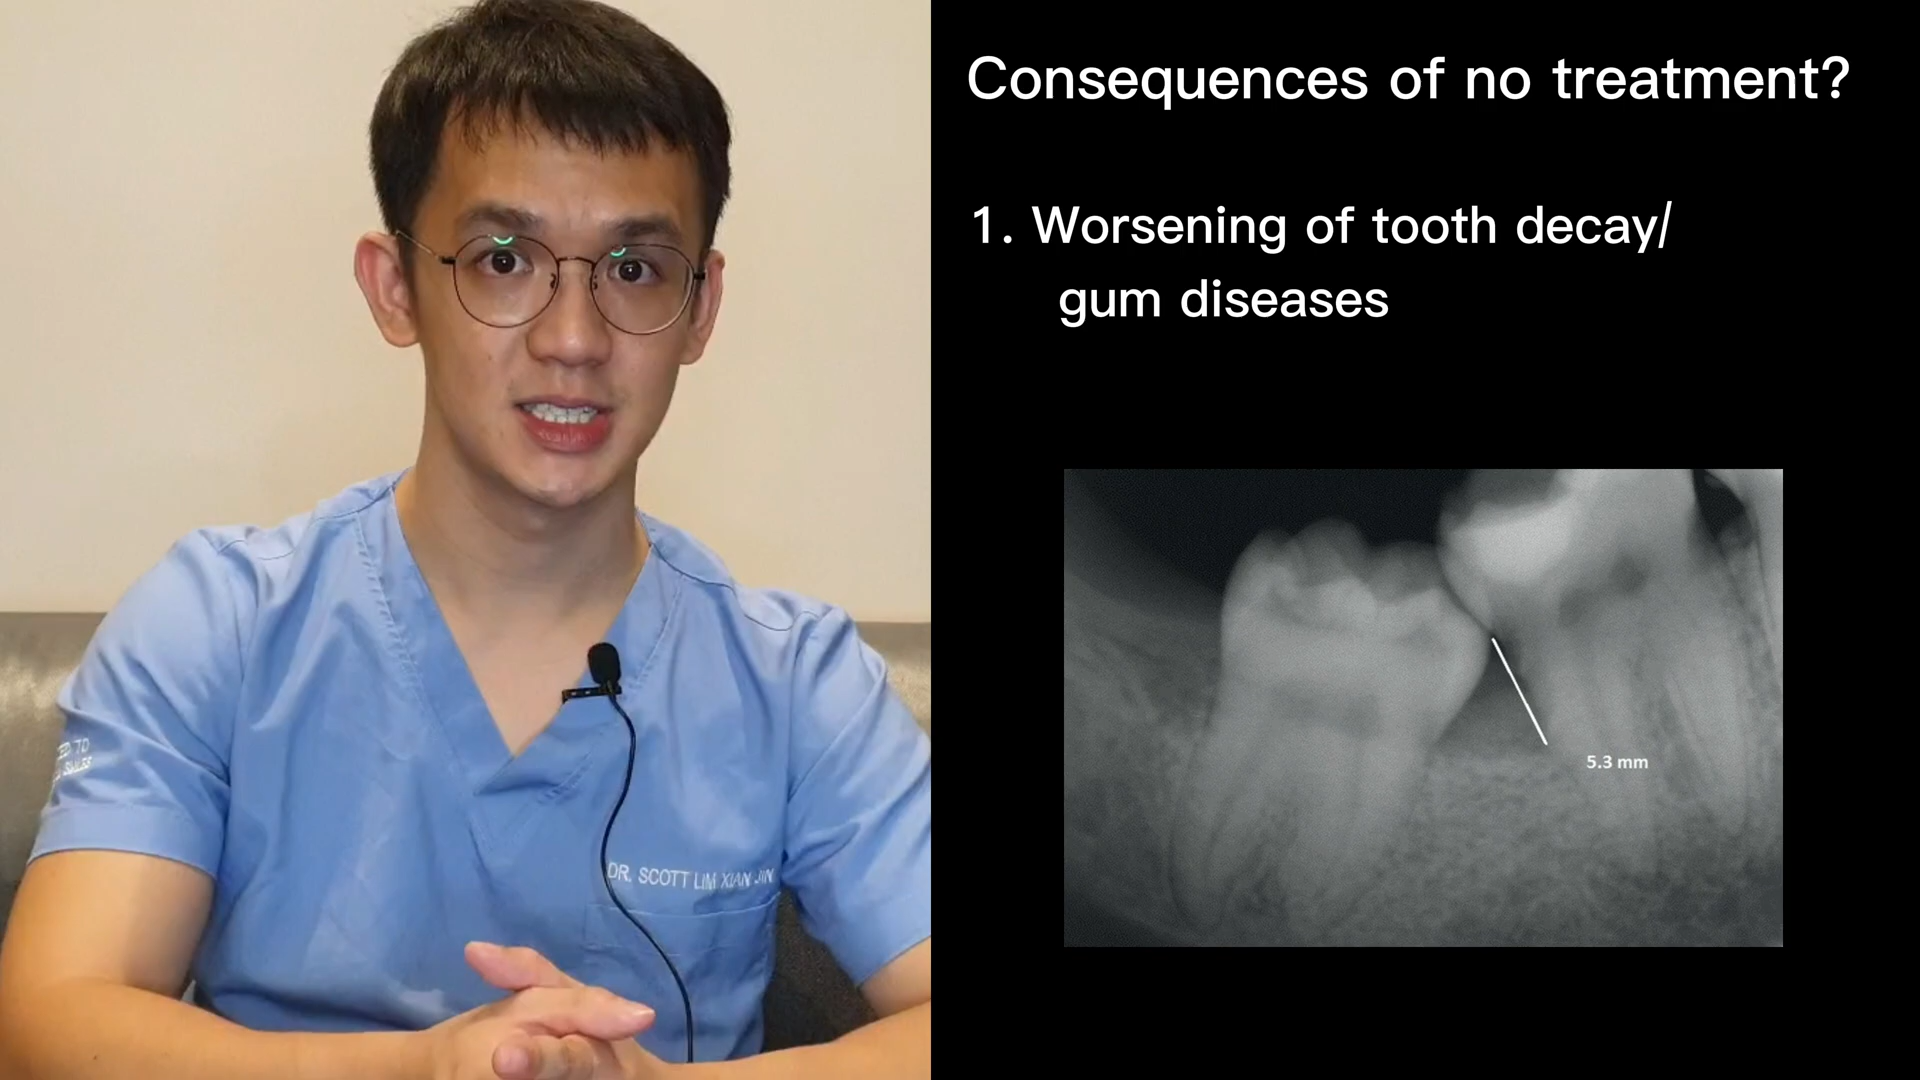 Consequences of no treatment?
1. Worsening of tooth decay/
gum diseases
5.3 mm
DR. SCOTT LIM XIAN JIN
TO